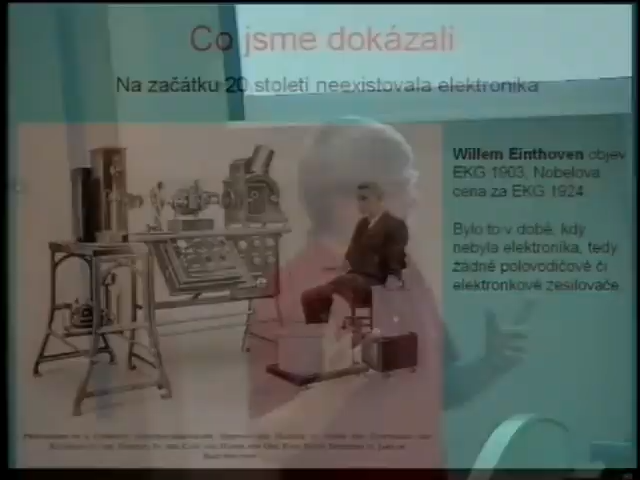 Co jsme dokázali
Na začátku 20 století neexistovala elektronika
Willem Einthoven objev
EKG 1903, Nobelova
cena za EKG 1924.
Bylo to v době, kdy
nebyla elektronika, tedy
žádné polovodičové či
elektronkové zesilovače.